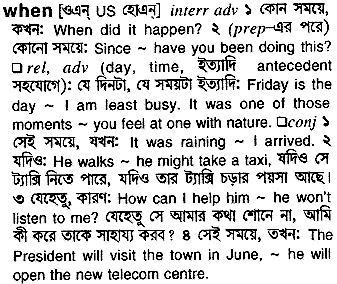 when [ওএন্ US হোএন্] interr adv ১ কোন সময়ে,
কখন: When did it happen? ২ (prep–এর পরে)
কোনো সময়ে: Since ~ have you been doing this?
❑ rel, adv (day, time, ইত্যাদি antecedent
সহযোগে): যে দিনটা, যে সময়টা ইত্যাদি: Friday is the
day ~ I am least busy. It was one of those
moments ~ you feel at one with nature. ❑conj ১
সেই সময়ে, যখন: It was raining ~ I arrived. ২
যদিও: He walks ~ he might take a taxi, যদিও সে
ট্যাক্সি নিতে পারে, যদিও তার ট্যাক্সি চড়ার পয়সা আছে।
৩ যেহেতু, কারণ: How can I help him ~ he won't
listen to me? যেহেতু সে আমার কথা শোনে না, আমি
কী করে তাকে সাহায্য করব? ৪ সেই সময়ে, তখন: The
President will visit the town in June, ~ he will
open the new telecom centre.